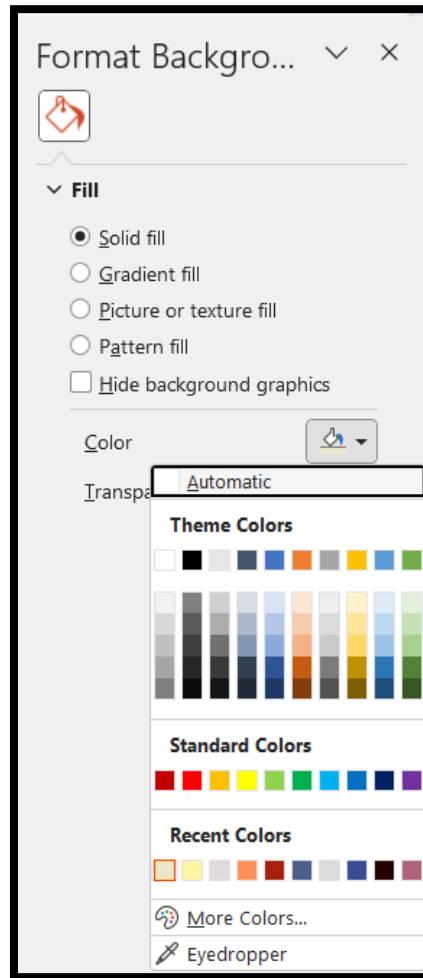 Format Backgro...
Fill
Solid fill
Gradient fill
Picture or texture fill
Pattern fill
Hide background graphics
Color
Transpa
Automatic
Theme Colors
Standard Colors
Recent Colors
More Colors...
Eyedropper